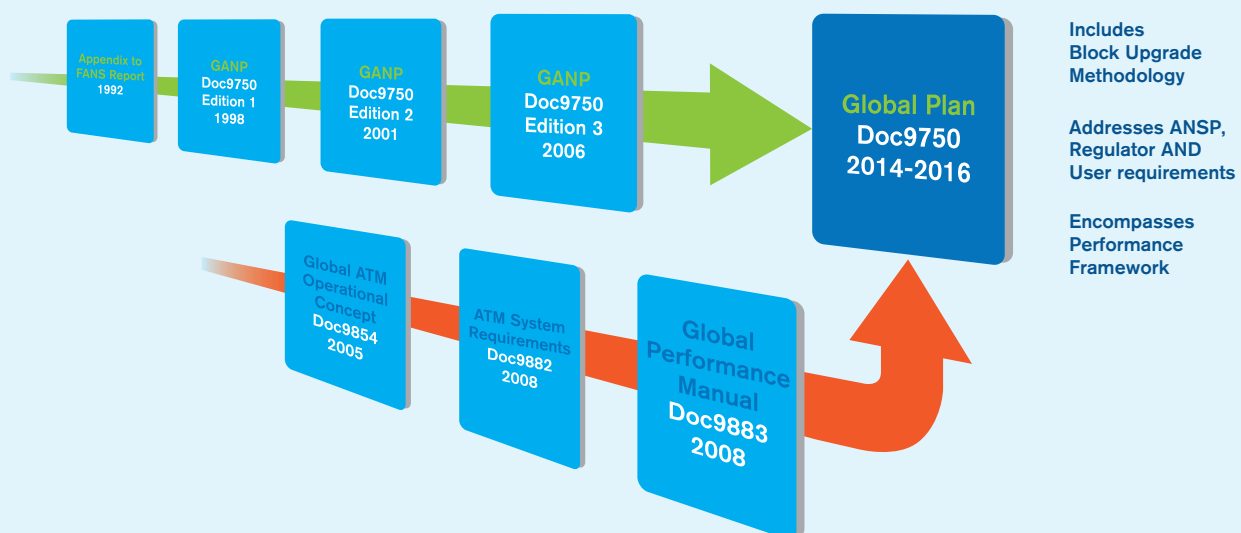 Appendix to
FANS Report
1992
GANP
Doc9750
Edition 1
1998
GANP
Doc9750
Edition 2
2001
GANP
Doc9750
Edition 3
2006
Global Plan
Doc9750
2014-2016
Includes
Block Upgrade
Methodology
Addresses ANSP,
Regulator AND
User requirements
Encompasses
Performance
Framework
Global ATM
Operational
Concept
Doc9854
2005
ATM System
Requirements
Doc9882
2008
Global
Performance
Manual
Doc9883
2008